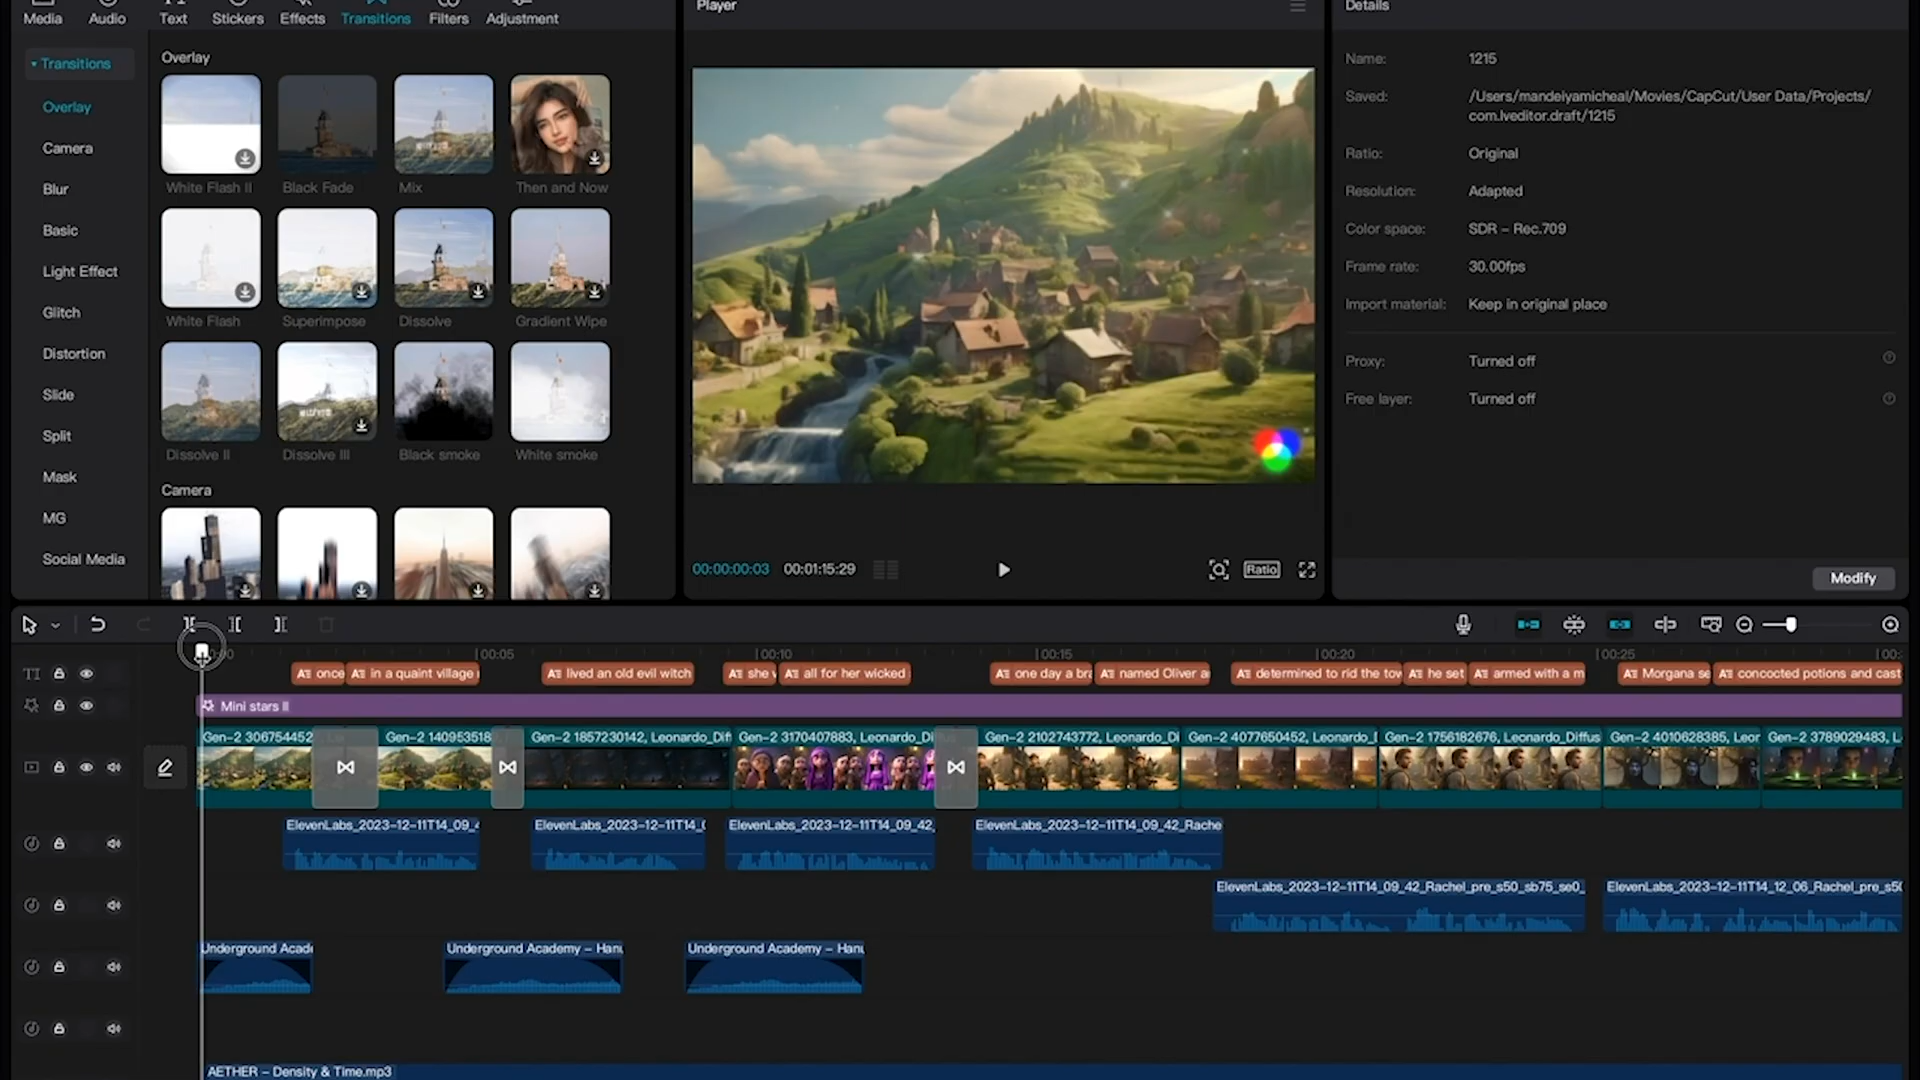 Media Audio Text Stickers Effects Transitions Filters Adjustment
Transitions
Overlay
Camera
Blur
Basic
Light Effect
Glitch
Distortion
Slide
Split
Mask
MG
Social Media
Overlay
White Flash II Black Fade Mix Then and Now
White Flash Superimpose Dissolve Gradient Wipe
Dissolve II Dissolve III Black smoke White smoke
Camera
Player
00:00:00:03 00:01:15:29
Ratio
Details
Name: 1215
Saved: /Users/mandeiyamicheal/Movies/CapCut/User Data/Projects/
com.lveditor.draft/1215
Ratio: Original
Resolution: Adapted
Color space: SDR – Rec.709
Frame rate: 30.00fps
Import material: Keep in original place
Proxy: Turned off
Free layer: Turned off
Modify
00:05 00:10 00:15 00:20 00:25
once in a quaint village lived an old evil witch she all for her wicked one day a bra named Oliver a determined to rid the tow he set armed with a m Morgana se concocted potions and cast
Mini stars II
Gen-2 306754452 Gen-2 1409535188 Gen-2 1857230142, Leonardo_Dif Gen-2 3170407883, Leonardo_Di Gen-2 2102743772, Leonardo_Di Gen-2 4077650452, Leonardo_ Gen-2 1756182676, Leonardo_Diffus Gen-2 4010628385, Leor Gen-2 3789029483, L
ElevenLabs_2023-12-11T14_09_4 ElevenLabs_2023-12-11T14_ ElevenLabs_2023-12-11T14_09_42, ElevenLabs_2023-12-11T14_09_42_Rache
ElevenLabs_2023-12-11T14_09_42_Rachel_pre_s50_sb75_se0_ ElevenLabs_2023-12-11T14_12_06_Rachel_pre_s50
Underground Acade Underground Academy – Hanu Underground Academy – Hanu
AETHER – Density & Time.mp3